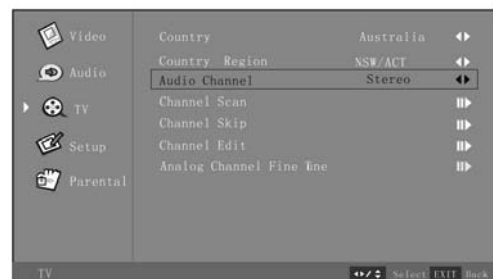 Video
Audio
TV
Setup
Parental
Country Australia
Country Region NSW/ACT
Audio Channel Stereo
Channel Scan
Channel Skip
Channel Edit
Analog Channel Fine
TV Select EXIT Back